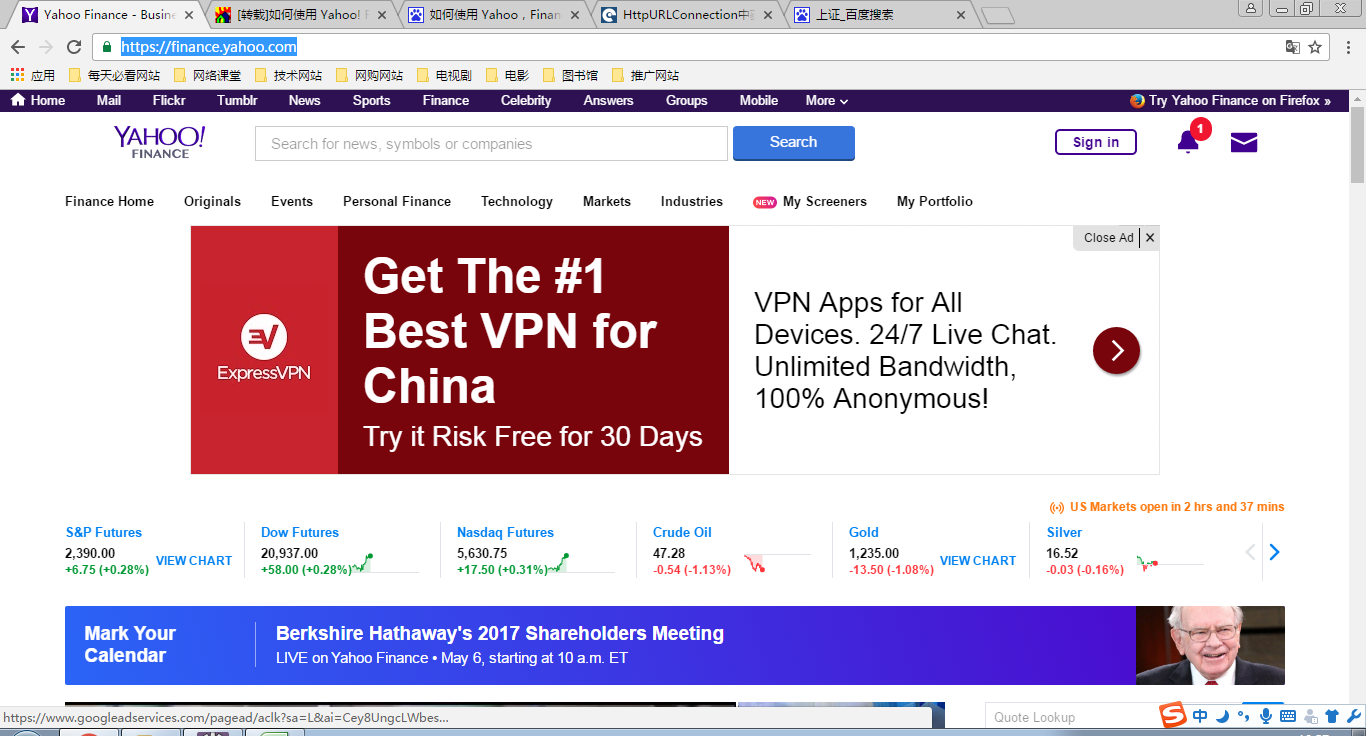 Yahoo Finance - Busin
[转载]如何使用 Yahoo! F
如何使用 Yahoo，Finan
HttpURLConnection中
上证_百度搜索
https://finance.yahoo.com
应用 每天必看网站 网络课堂 技术网站 网购网站 电视剧 电影 图书馆 推广网站
Home Mail Flickr Tumblr News Sports Finance Celebrity Answers Groups Mobile More Try Yahoo Finance on Firefox »
YAHOO!
FINANCE
Search for news, symbols or companies
Search
Sign in
1
Finance Home Originals Events Personal Finance Technology Markets Industries NEW My Screeners My Portfolio
Close Ad X
Get The #1
Best VPN for
China
Try it Risk Free for 30 Days
ExpressVPN
VPN Apps for All
Devices. 24/7 Live Chat.
Unlimited Bandwidth,
100% Anonymous!
US Markets open in 2 hrs and 37 mins
S&P Futures
2,390.00
+6.75 (+0.28%)
VIEW CHART
Dow Futures
20,937.00
+58.00 (+0.28%)
Nasdaq Futures
5,630.75
+17.50 (+0.31%)
Crude Oil
47.28
-0.54 (-1.13%)
Gold
1,235.00
-13.50 (-1.08%)
VIEW CHART
Silver
16.52
-0.03 (-0.16%)
Mark Your
Calendar
Berkshire Hathaway's 2017 Shareholders Meeting
LIVE on Yahoo Finance • May 6, starting at 10 a.m. ET
https://www.googleadservices.com/pagead/aclk?sa=L&ai=Cey8UngcLWbes...
Quote Lookup
中